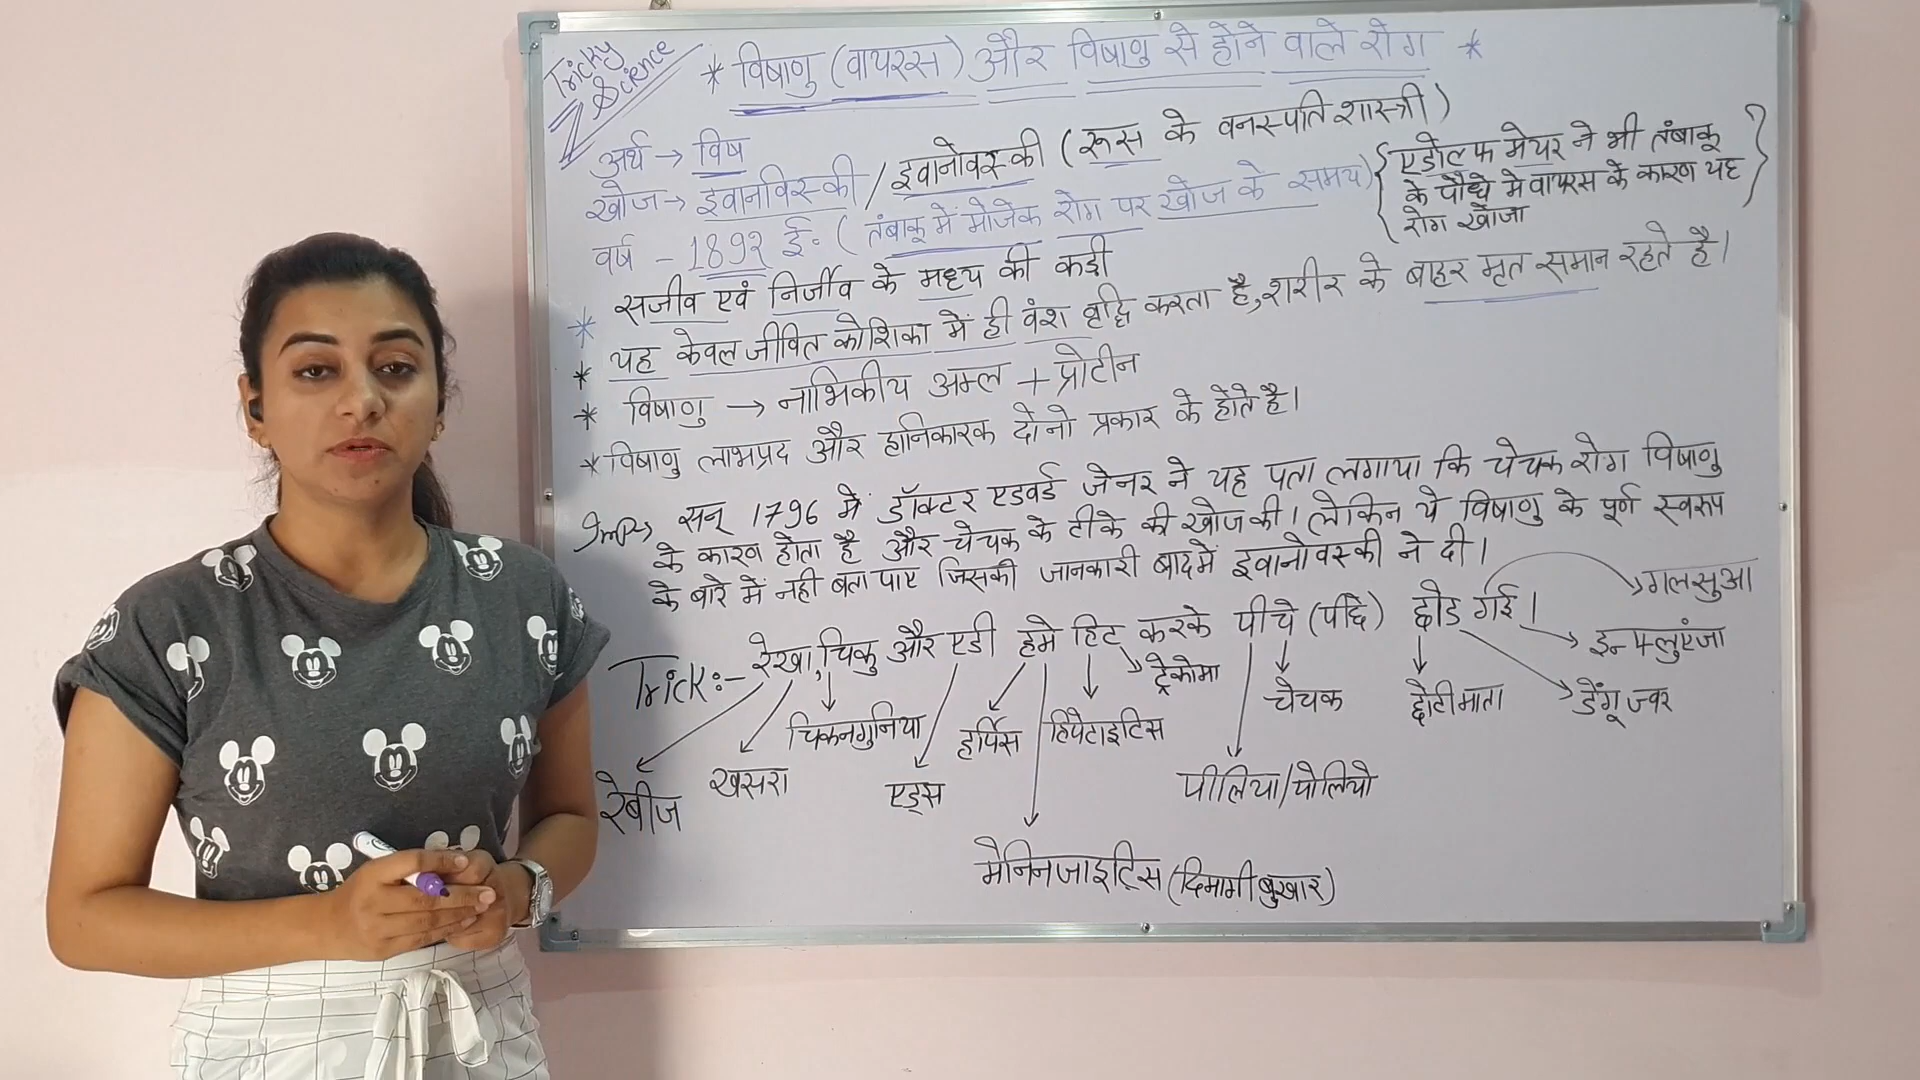 Tricky Science
* विषाणु (वायरस) और विषाणु से होने वाले रोग *
अर्थ → विष
खोज → इवानविस्की / इवानोवस्की (रूस के वनस्पति शास्त्री)
वर्ष - 1892 ई॰ (तंबाकू में मोजेक रोग पर खोज के समय)
{एडोल्फ मेयर ने भी तंबाकू
के पौधे मे वायरस के कारण यह
रोग खोजा}
* सजीव एवं निर्जीव के मध्य की कड़ी
* यह केवल जीवित कोशिका में ही वंश वृद्धि करता है, शरीर के बाहर मृत समान रहते है।
* विषाणु → नाभिकीय अम्ल + प्रोटीन
* विषाणु लाभप्रद और हानिकारक दोनो प्रकार के होते है।
Imp→ सन् 1796 में डॉक्टर एडवर्ड जेनर ने यह पता लगाया कि चेचक रोग विषाणु
के कारण होता है और चेचक के टीके की खोज की। लेकिन ये विषाणु के पूर्ण स्वरूप
के बारे में नही बता पाए जिसकी जानकारी बाद में इवानोवस्की ने दी।
Trick:- रेखा, चिकु और एडी हमे हिट करके पीचे (पीछे) छोड गई।
गलसुआ
इन्फ्लुएंजा
डेंगू ज्वर
छोटी माता
चेचक
ट्रेकोमा
पीलिया/पोलियो
हिपेटाइटिस
हर्पिस
मेनिनजाइटिस (दिमागी बुखार)
एड्स
चिकनगुनिया
खसरा
रेबीज